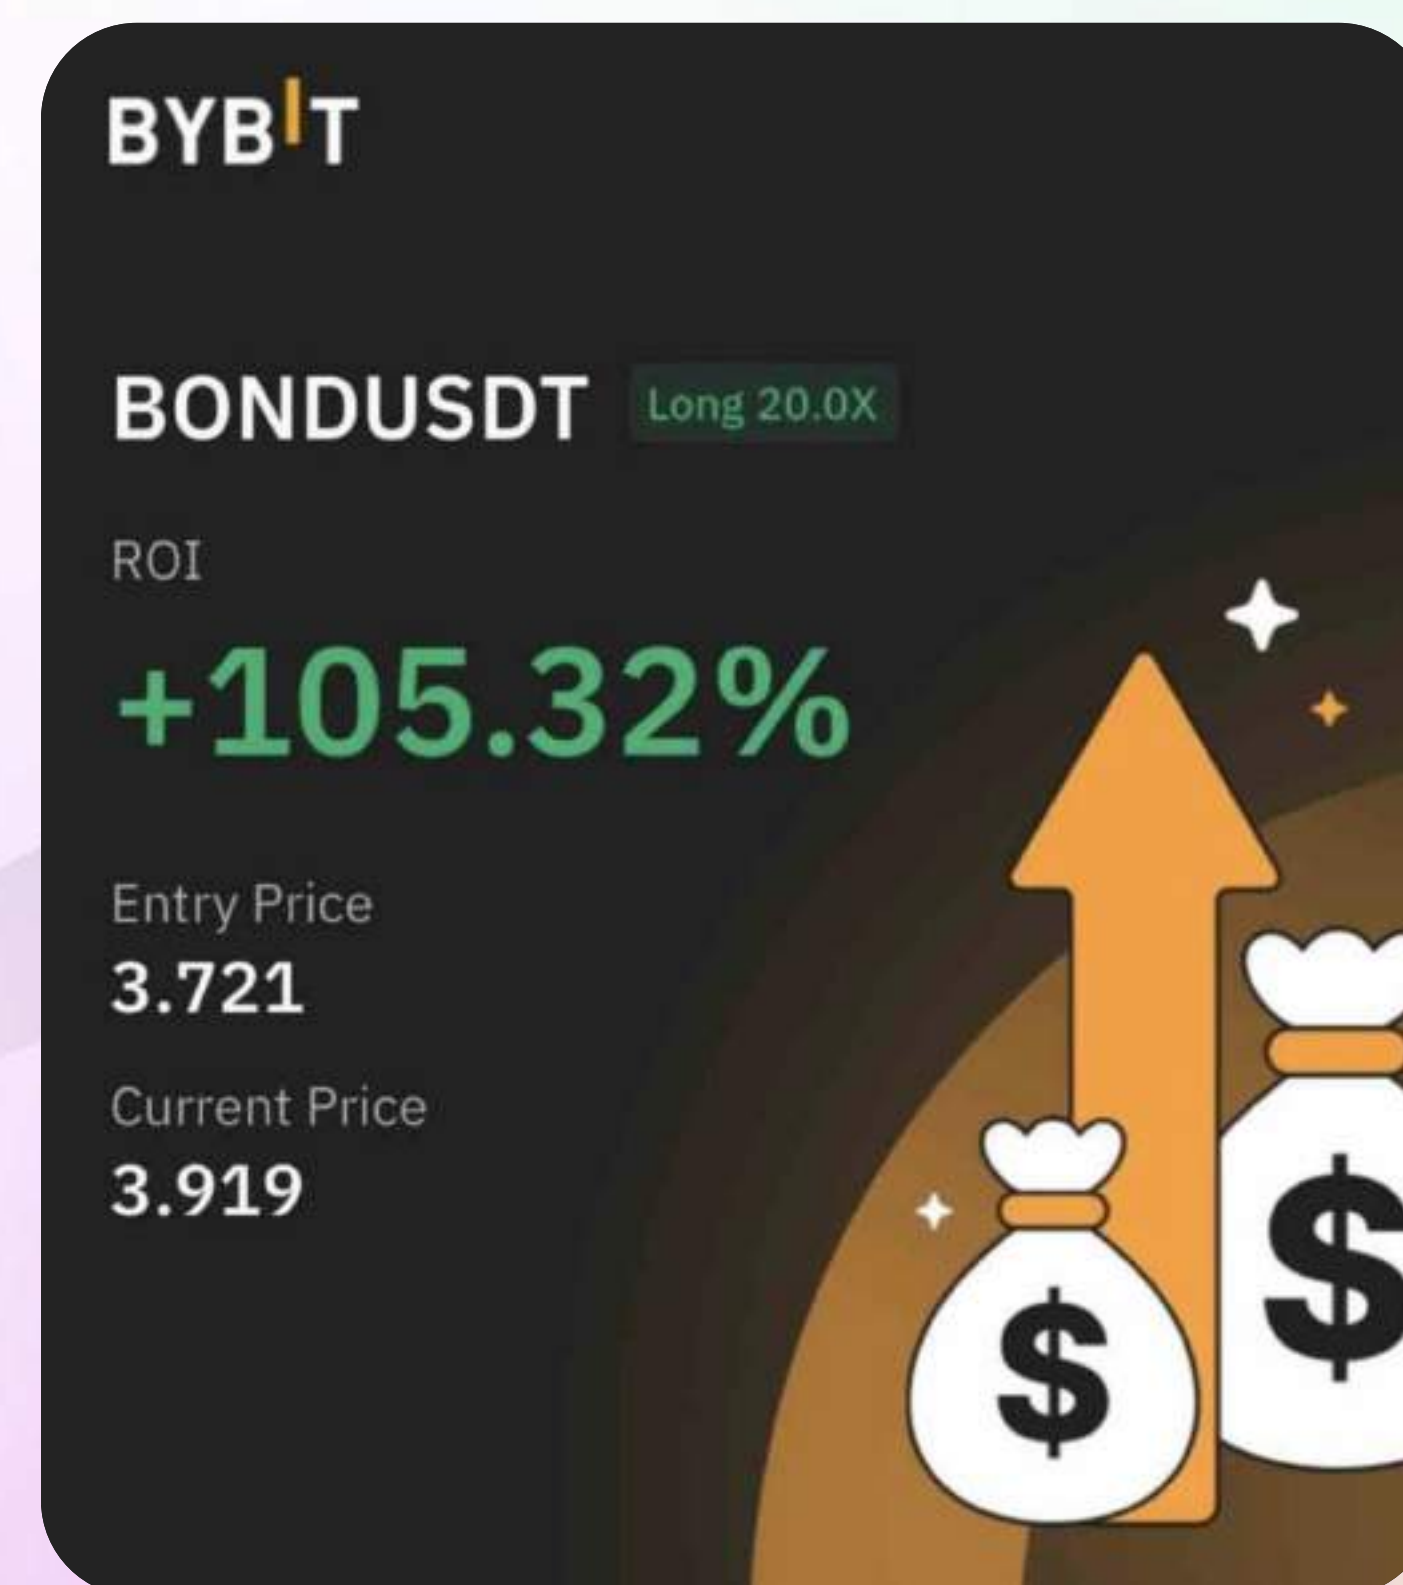 BYBIT
BONDUSDT Long 20.0X
ROI
+105.32%
Entry Price
3.721
Current Price
3.919
$ $